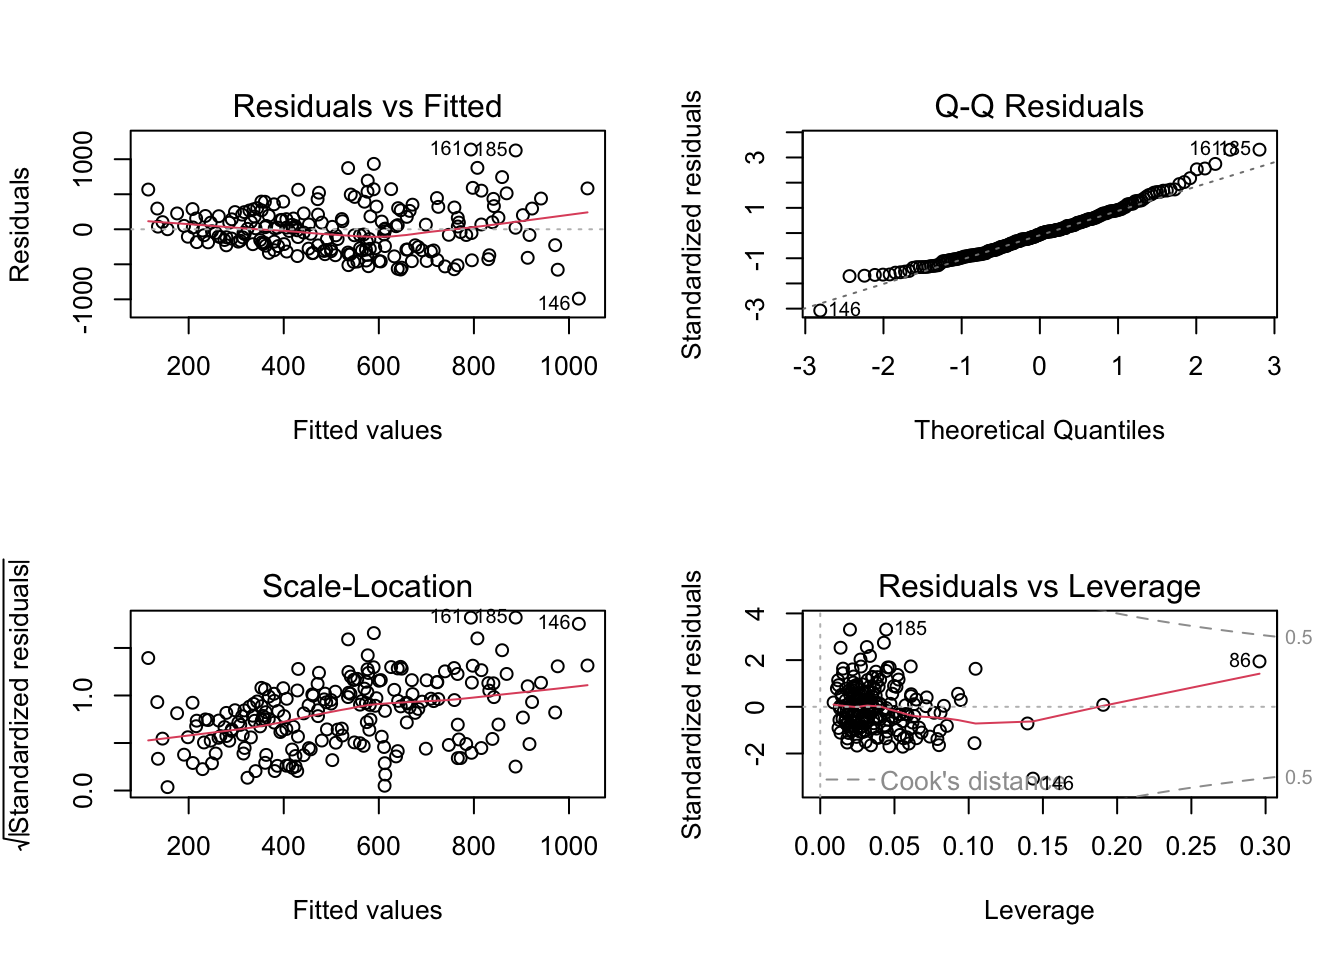 Residuals vs Fitted
Residuals
1000
0
-1000
161
185
146
200 400 600 800 1000
Fitted values
Q-Q Residuals
Standardized residuals
3
1
-1
-3
161
185
146
-3 -2 -1 0 1 2 3
Theoretical Quantiles
Scale-Location
√|Standardized residuals|
1.0
0.0
161
185
146
200 400 600 800 1000
Fitted values
Residuals vs Leverage
Standardized residuals
4
2
0
-2
185
0.5
86
0.5
Cook's distance
146
0.00 0.05 0.10 0.15 0.20 0.25 0.30
Leverage